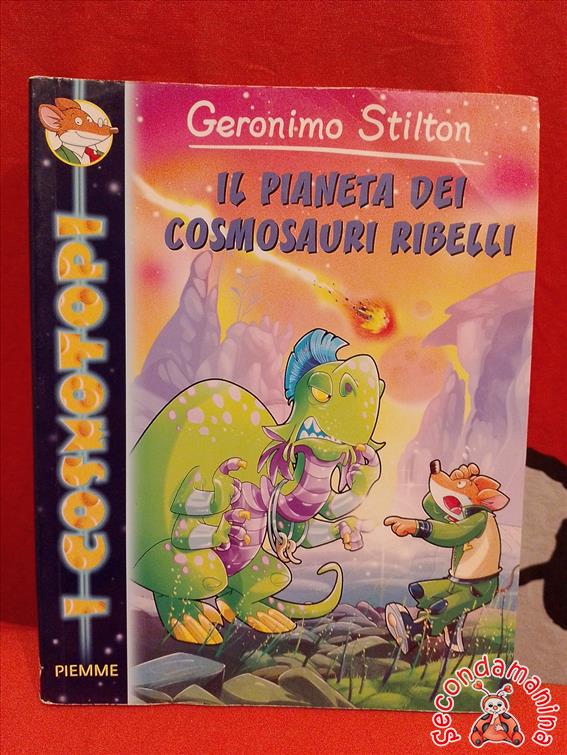 Geronimo Stilton
IL PIANETA DEI
COSMOSAURI RIBELLI
I COSMOTOPI
PIEMME
secondamanina